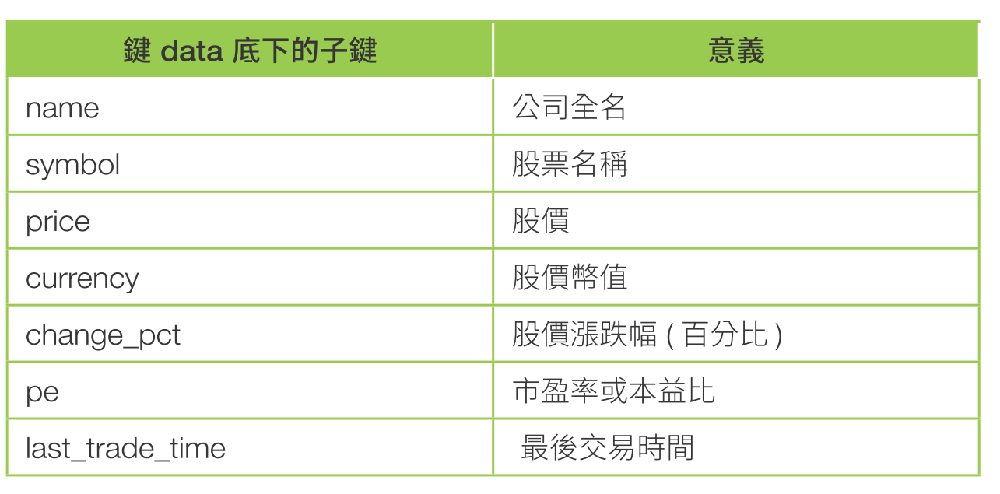 鍵 data 底下的子鍵 意義
name 公司全名
symbol 股票名稱
price 股價
currency 股價幣值
change_pct 股價漲跌幅 ( 百分比 )
pe 市盈率或本益比
last_trade_time 最後交易時間